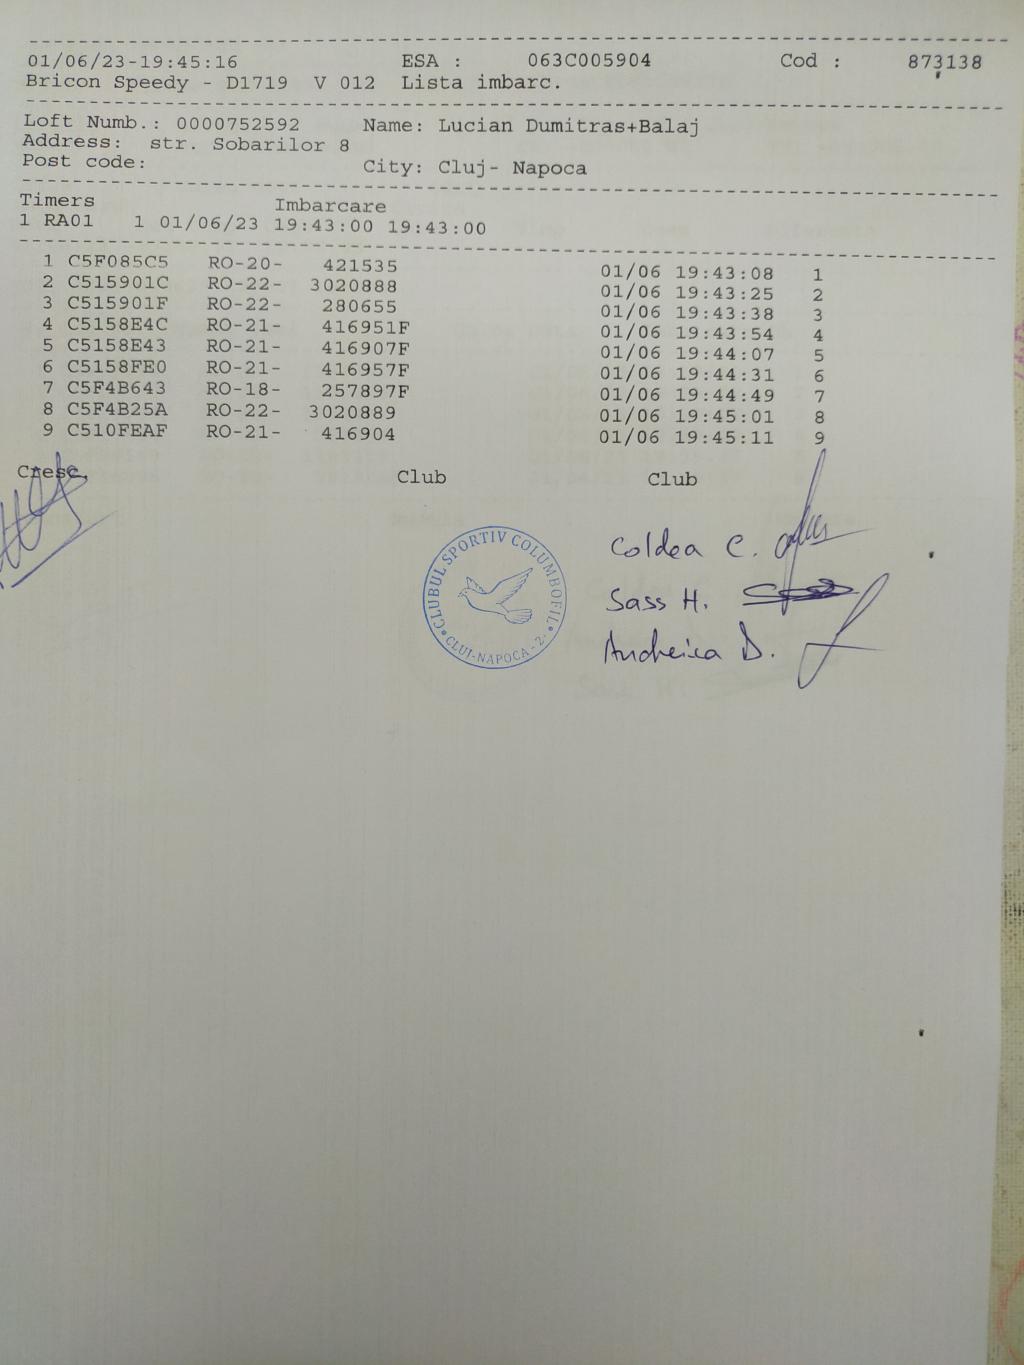 01/06/23-19:45:16 ESA : 063C005904 Cod : 873138
Bricon Speedy - D1719 V 012 Lista imbarc.
Loft Numb.: 0000752592 Name: Lucian Dumitras+Balaj
Address: str. Sobarilor 8
Post code: City: Cluj- Napoca
Timers Imbarcare
1 RA01 1 01/06/23 19:43:00 19:43:00
1 C5F085C5 RO-20- 421535 01/06 19:43:08 1
2 C515901C RO-22- 3020888 01/06 19:43:25 2
3 C515901F RO-22- 280655 01/06 19:43:38 3
4 C5158E4C RO-21- 416951F 01/06 19:43:54 4
5 C5158E43 RO-21- 416907F 01/06 19:44:07 5
6 C5158FE0 RO-21- 416957F 01/06 19:44:31 6
7 C5F4B643 RO-18- 257897F 01/06 19:44:49 7
8 C5F4B25A RO-22- 3020889 01/06 19:45:01 8
9 C510FEAF RO-21- 416904 01/06 19:45:11 9
Cresc. Club Club
CLUBUL SPORTIV COLUMBOFIL
CLUJ-NAPOCA - 2
Coldea C.
Sass H.
Andreica D.